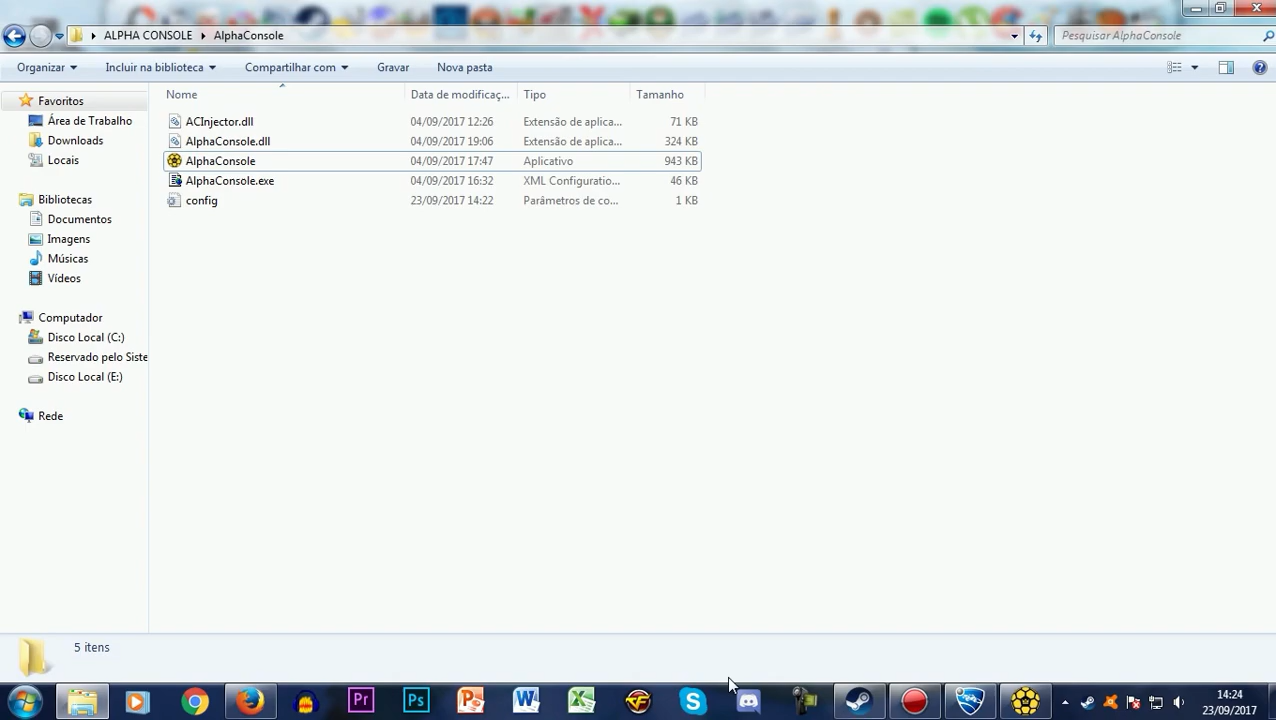 ALPHA CONSOLE AlphaConsole Pesquisar AlphaConsole
Organizar Incluir na biblioteca Compartilhar com Gravar Nova pasta
Nome Data de modificaç... Tipo Tamanho
Favoritos
Área de Trabalho
Downloads
Locais
Bibliotecas
Documentos
Imagens
Músicas
Vídeos
Computador
Disco Local (C:)
Reservado pelo Siste
Disco Local (E:)
Rede
ACInjector.dll 04/09/2017 12:26 Extensão de aplica... 71 KB
AlphaConsole.dll 04/09/2017 19:06 Extensão de aplica... 324 KB
AlphaConsole 04/09/2017 17:47 Aplicativo 943 KB
AlphaConsole.exe 04/09/2017 16:32 XML Configuratio... 46 KB
config 23/09/2017 14:22 Parâmetros de co... 1 KB
5 itens
Pr Ps
14:24
23/09/2017